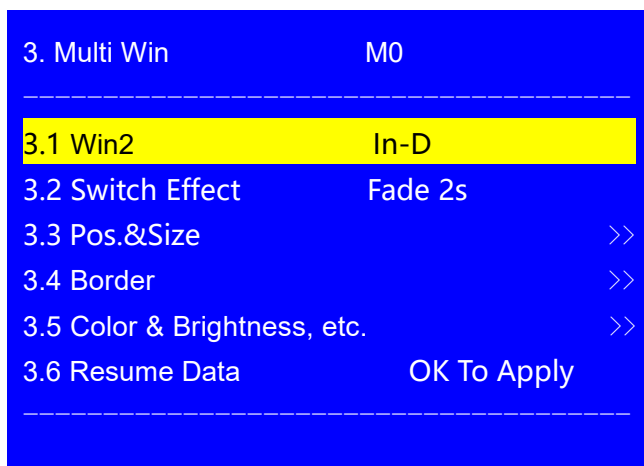 3. Multi Win M0
3.1 Win2 In-D
3.2 Switch Effect Fade 2s
3.3 Pos.&Size >>
3.4 Border >>
3.5 Color & Brightness, etc. >>
3.6 Resume Data OK To Apply